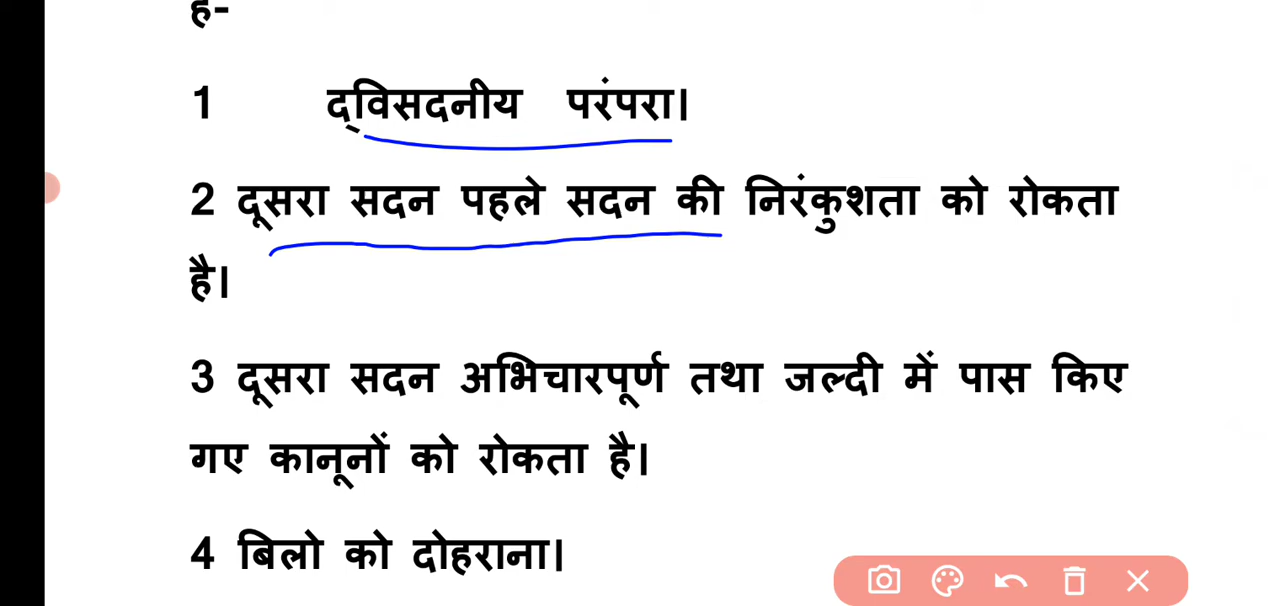 है-
1 द्विसदनीय परंपरा।
2 दूसरा सदन पहले सदन की निरंकुशता को रोकता
है।
3 दूसरा सदन अभिचारपूर्ण तथा जल्दी में पास किए
गए कानूनों को रोकता है।
4 बिलो को दोहराना।